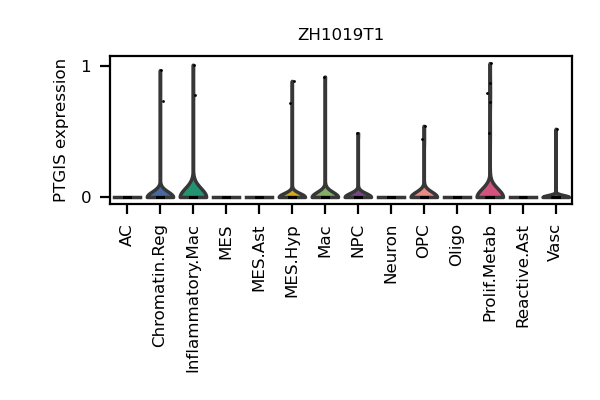 ZH1019T1
PTGIS expression
1
0
AC
Chromatin.Reg
Inflammatory.Mac
MES
MES.Ast
MES.Hyp
Mac
NPC
Neuron
OPC
Oligo
Prolif.Metab
Reactive.Ast
Vasc